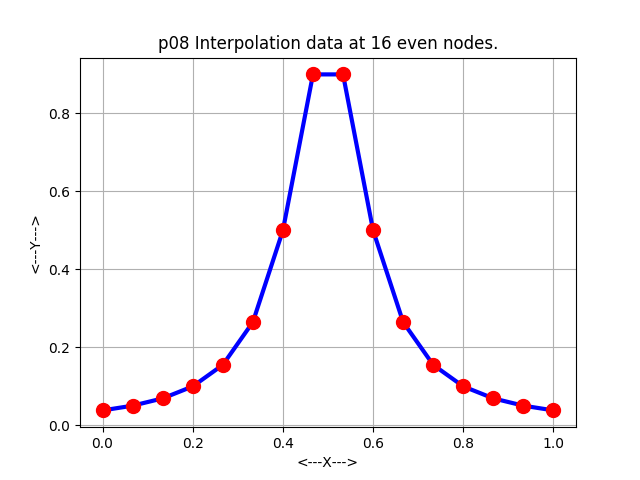 p08 Interpolation data at 16 even nodes.
0.8
0.6
0.4
0.2
0.0
<---Y--->
0.0 0.2 0.4 0.6 0.8 1.0
<---X--->